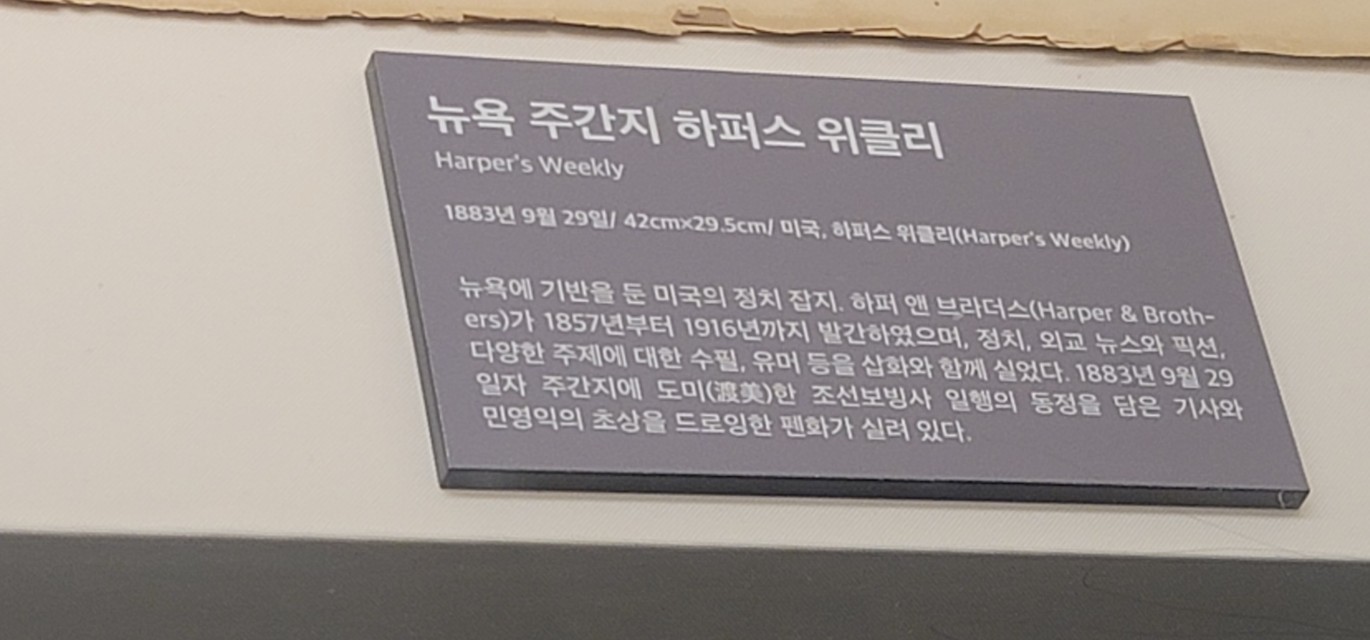 뉴욕 주간지 하퍼스 위클리
Harper's Weekly
1883년 9월 29일/ 42cm×29.5cm/ 미국, 하퍼스 위클리(Harper's Weekly)
뉴욕에 기반을 둔 미국의 정치 잡지. 하퍼 앤 브라더스(Harper & Broth-
ers)가 1857년부터 1916년까지 발간하였으며, 정치, 외교 뉴스와 픽션,
다양한 주제에 대한 수필, 유머 등을 삽화와 함께 실었다. 1883년 9월 29
일자 주간지에 도미(渡美)한 조선보빙사 일행의 동정을 담은 기사와
민영익의 초상을 드로잉한 펜화가 실려 있다.